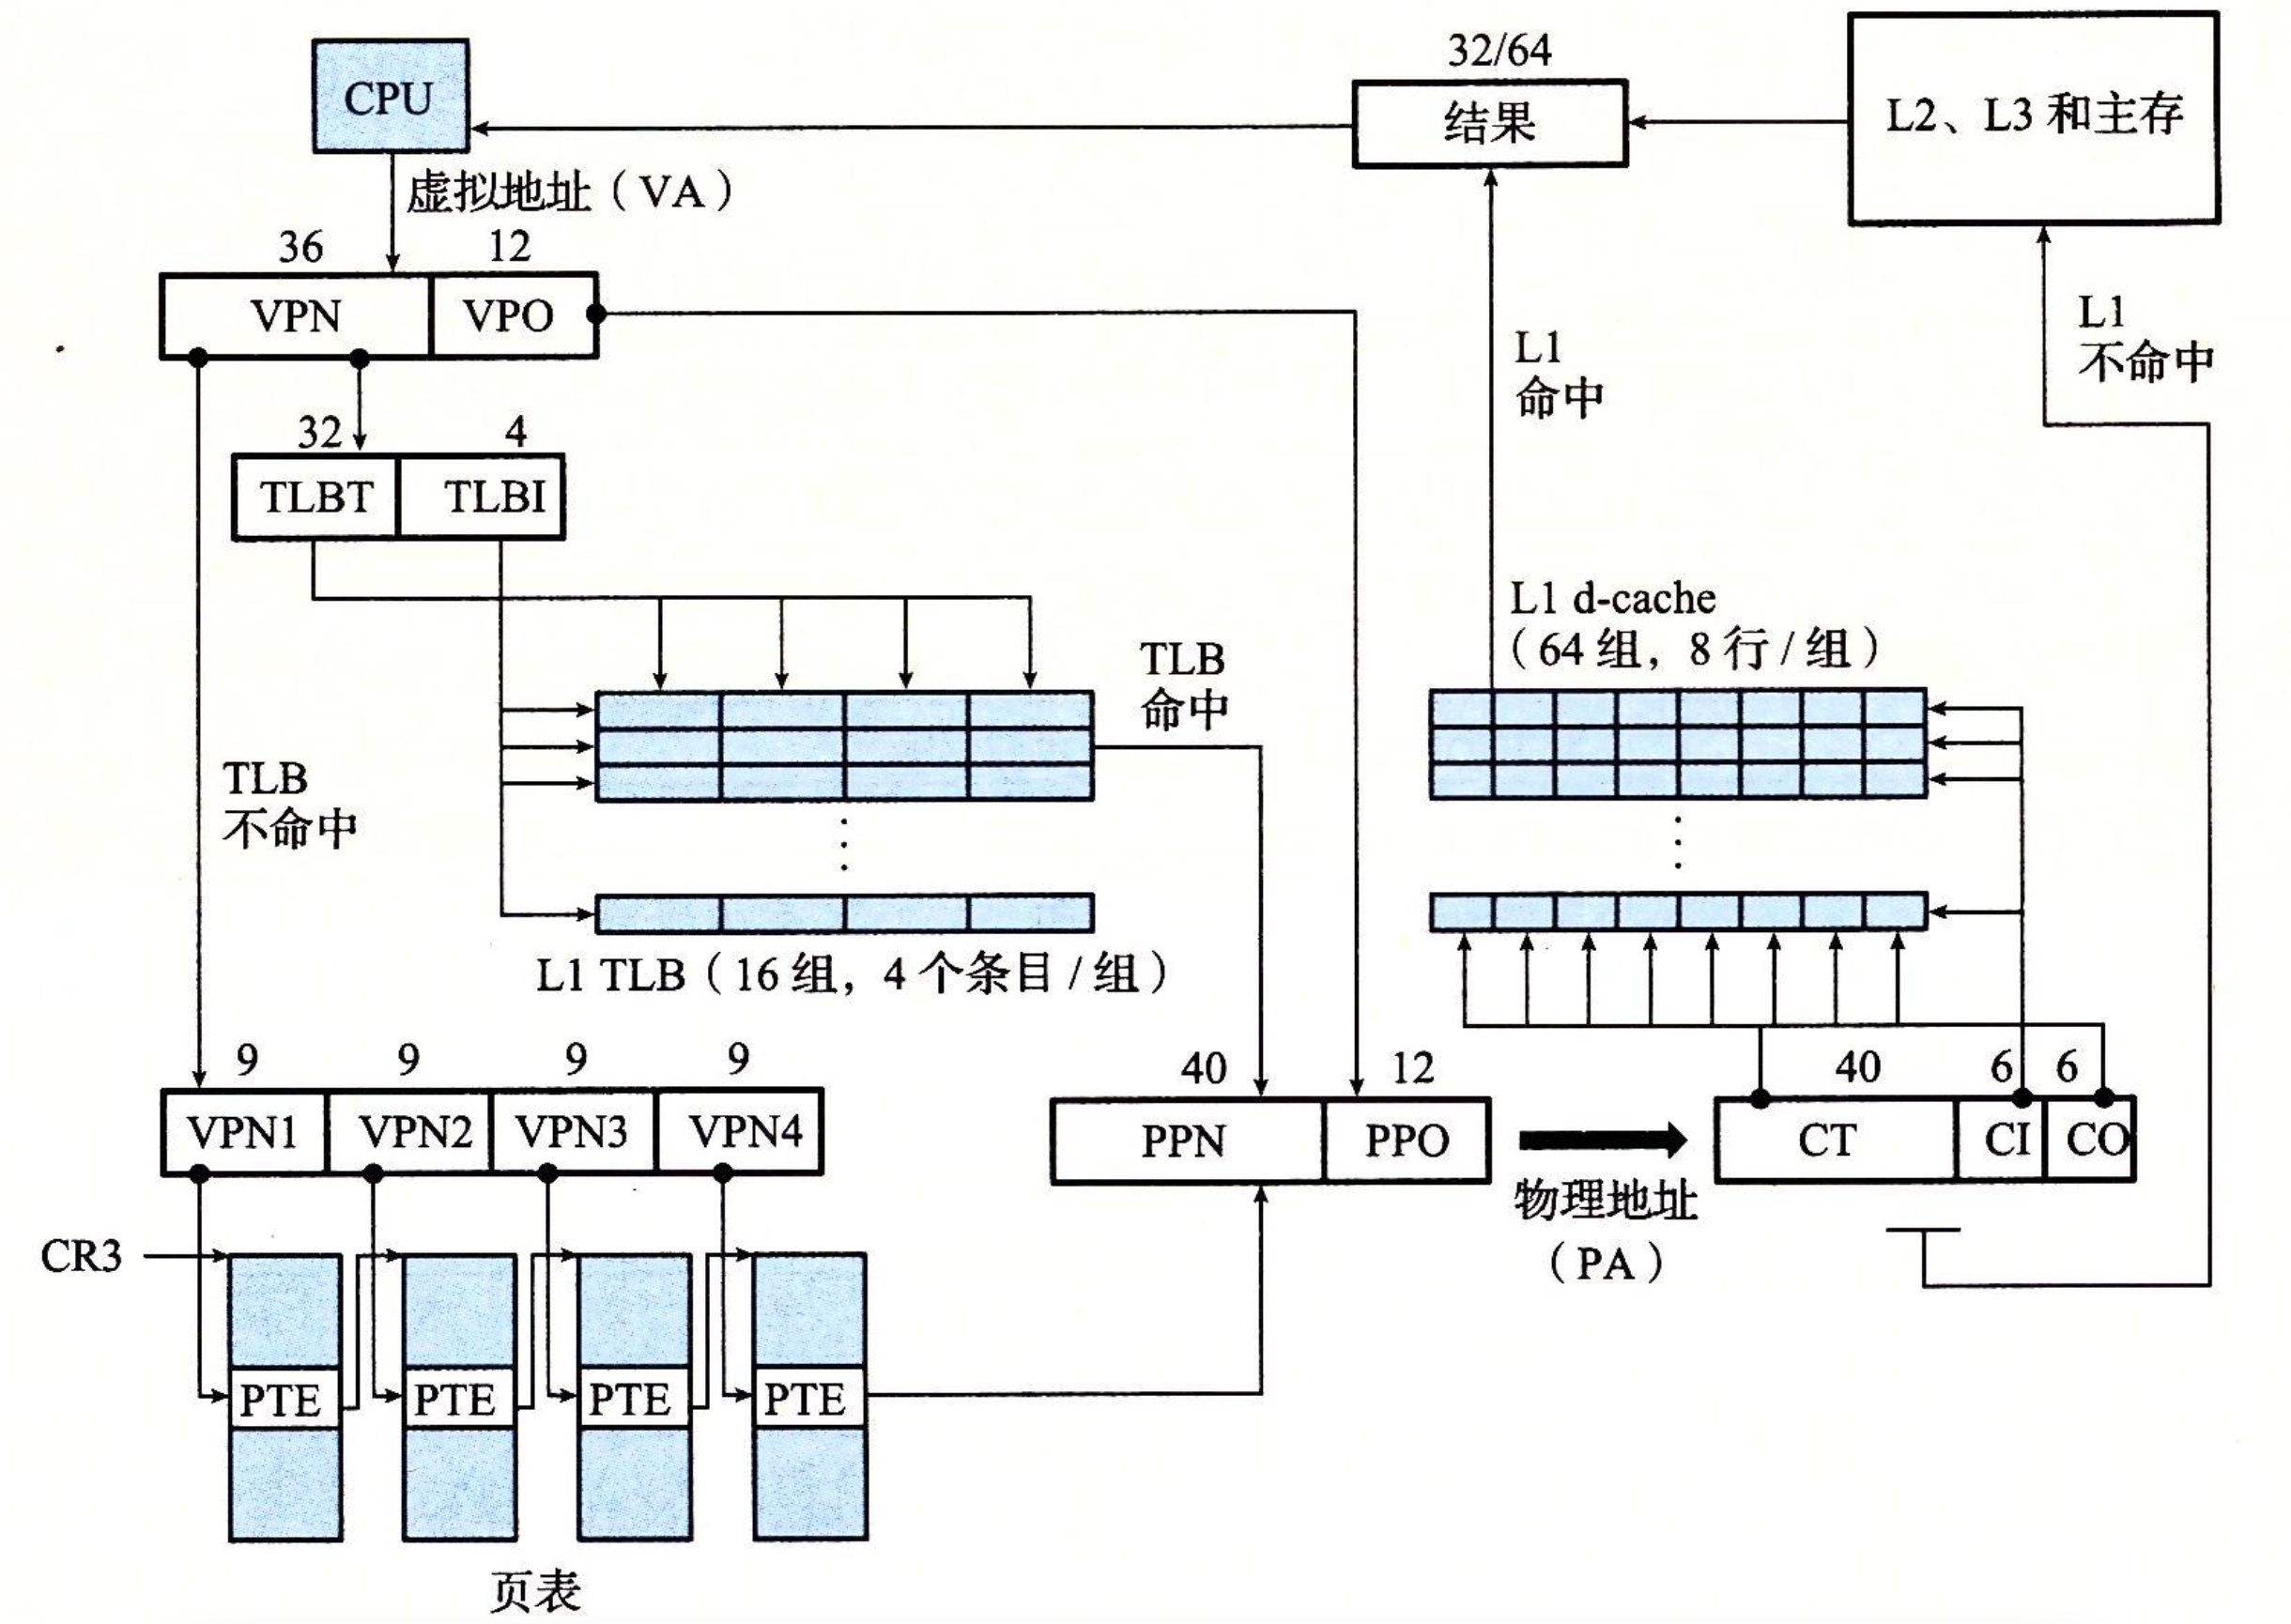 CPU
虚拟地址（VA）
32/64
结果
L2、L3 和主存
36
12
VPN
VPO
L1
命中
L1
不命中
32
4
TLBT
TLBI
L1 d-cache
（64 组，8 行 / 组）
TLB
命中
TLB
不命中
L1 TLB（16 组，4 个条目 / 组）
9
9
9
9
VPN1
VPN2
VPN3
VPN4
40
12
PPN
PPO
物理地址
（PA）
40
6
6
CT
CI
CO
CR3
PTE
PTE
PTE
PTE
页表